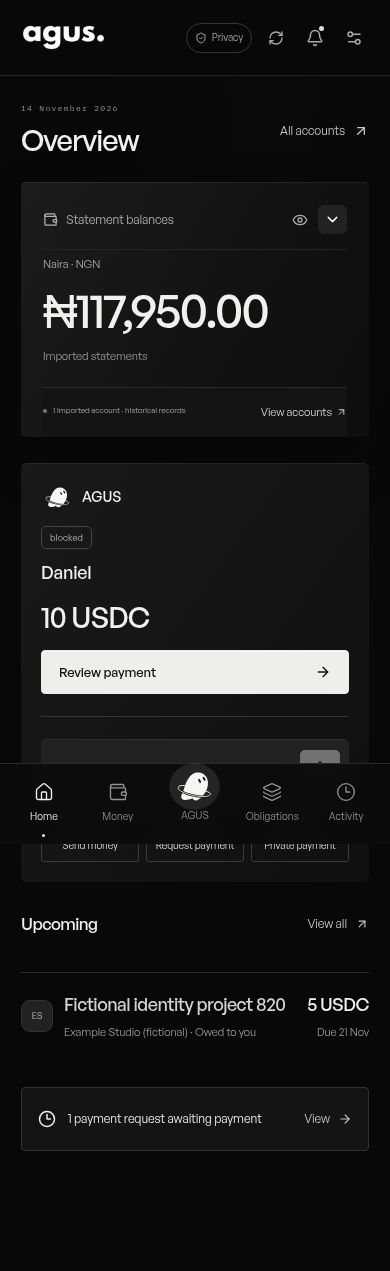 agus.
Privacy
14 November 2026
Overview
All accounts
Statement balances
Naira · NGN
₦117,950.00
Imported statements
1 imported account · historical records
View accounts
AGUS
blocked
Daniel
10 USDC
Review payment
Home
Money
AGUS
Obligations
Activity
Send money
Request payment
Private payment
Upcoming
View all
ES
Fictional identity project 820
5 USDC
Example Studio (fictional) · Owed to you
Due 21 Nov
1 payment request awaiting payment
View